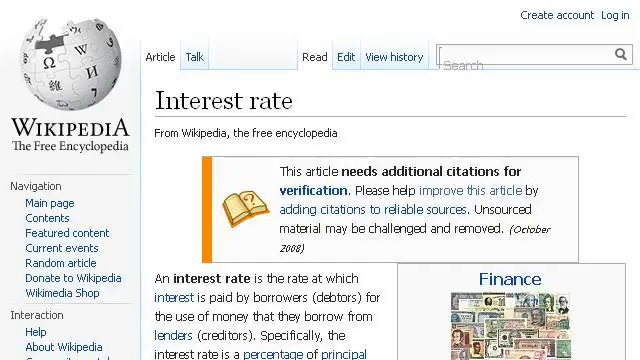 Create account Log in
Article Talk Read Edit View history Search
Interest rate
WIKIPEDIA
The Free Encyclopedia
From Wikipedia, the free encyclopedia
This article needs additional citations for
verification. Please help improve this article by
adding citations to reliable sources. Unsourced
material may be challenged and removed. (October
2008)
Navigation
Main page
Contents
Featured content
Current events
Random article
Donate to Wikipedia
Wikimedia Shop
Interaction
Help
About Wikipedia
An interest rate is the rate at which
interest is paid by borrowers (debtors) for
the use of money that they borrow from
lenders (creditors). Specifically, the
interest rate is a percentage of principal
Finance